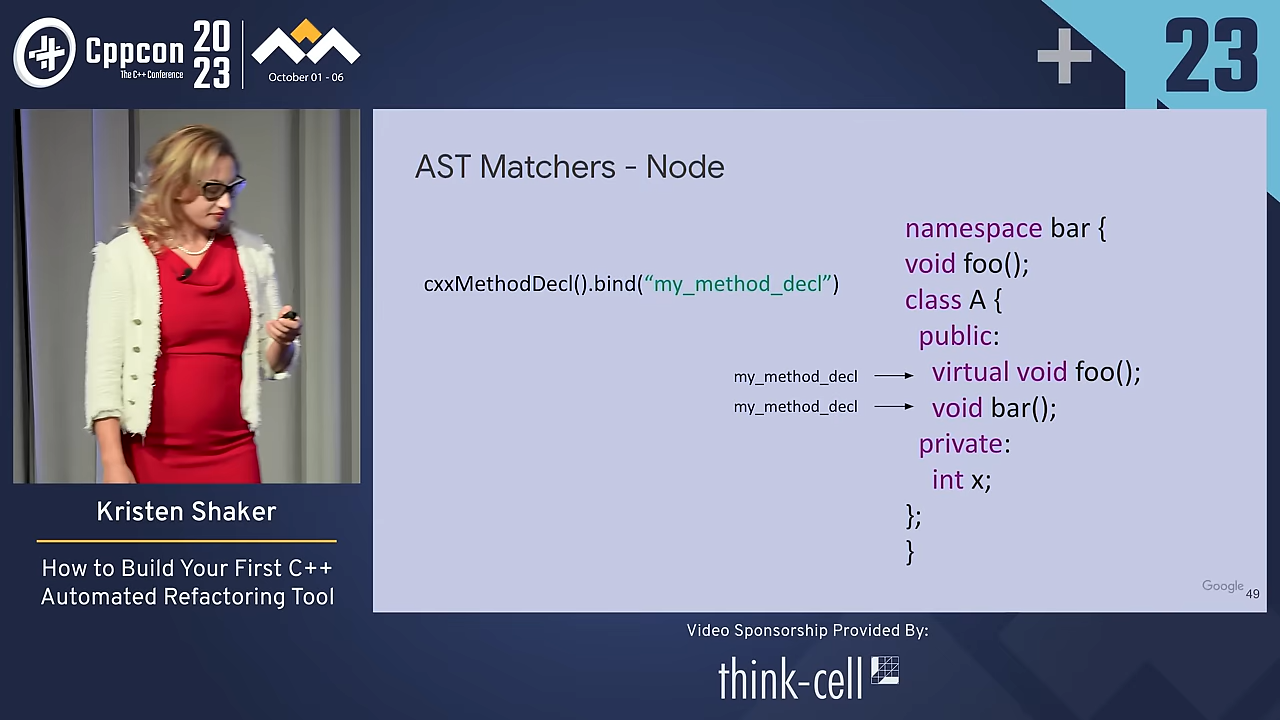 Cppcon
The C++ Conference
20
23
October 01 - 06
23
AST Matchers - Node
cxxMethodDecl().bind(“my_method_decl”)
my_method_decl
my_method_decl
namespace bar {
void foo();
class A {
public:
virtual void foo();
void bar();
private:
int x;
};
}
Google
49
Kristen Shaker
How to Build Your First C++
Automated Refactoring Tool
Video Sponsorship Provided By:
think-cell